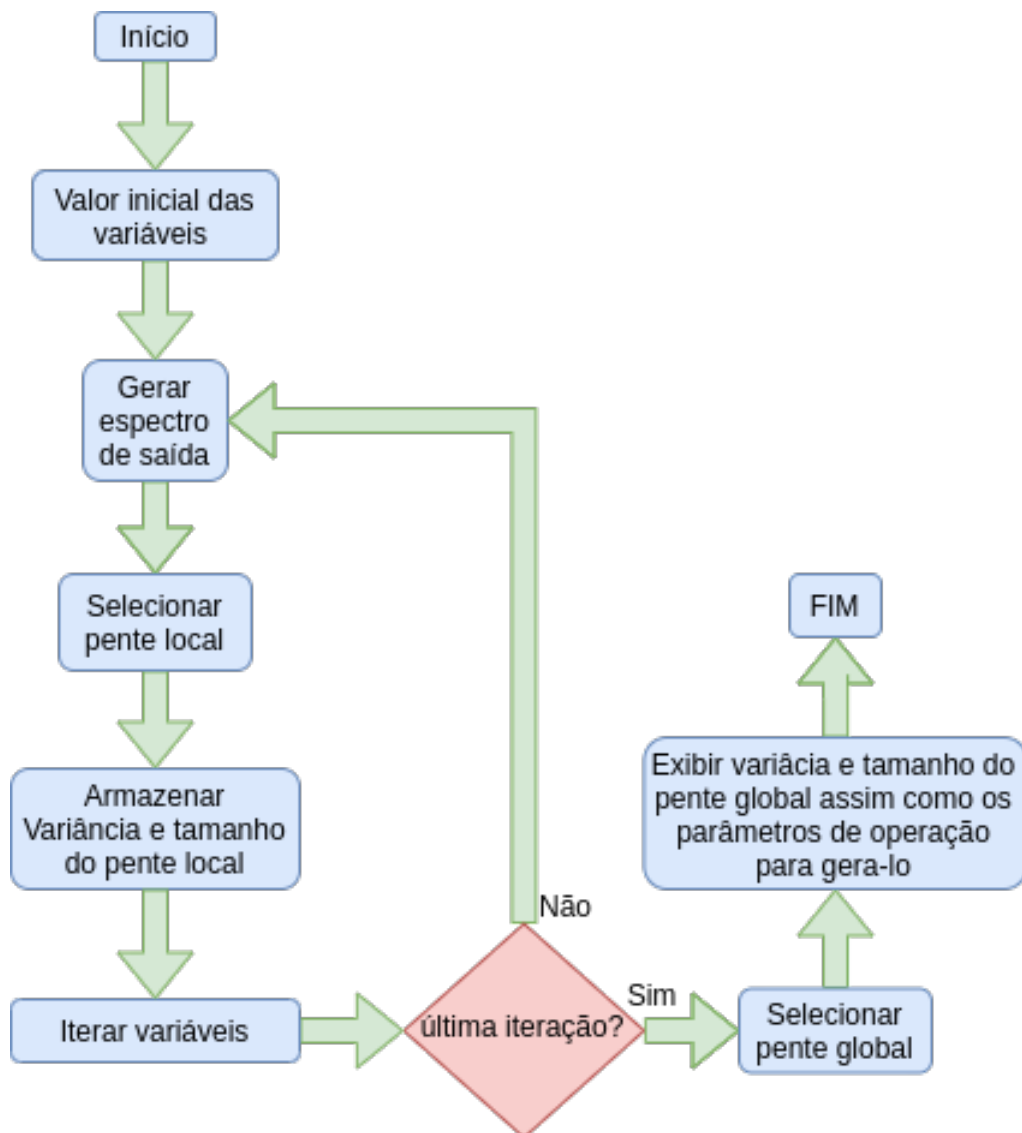 Início
Valor inicial das
variáveis
Gerar
espectro
de saída
Selecionar
pente local
Armazenar
Variância e tamanho
do pente local
Iterar variáveis
última iteração?
Não
Sim
Selecionar
pente global
Exibir variâcia e tamanho do
pente global assim como os
parâmetros de operação
para gera-lo
FIM